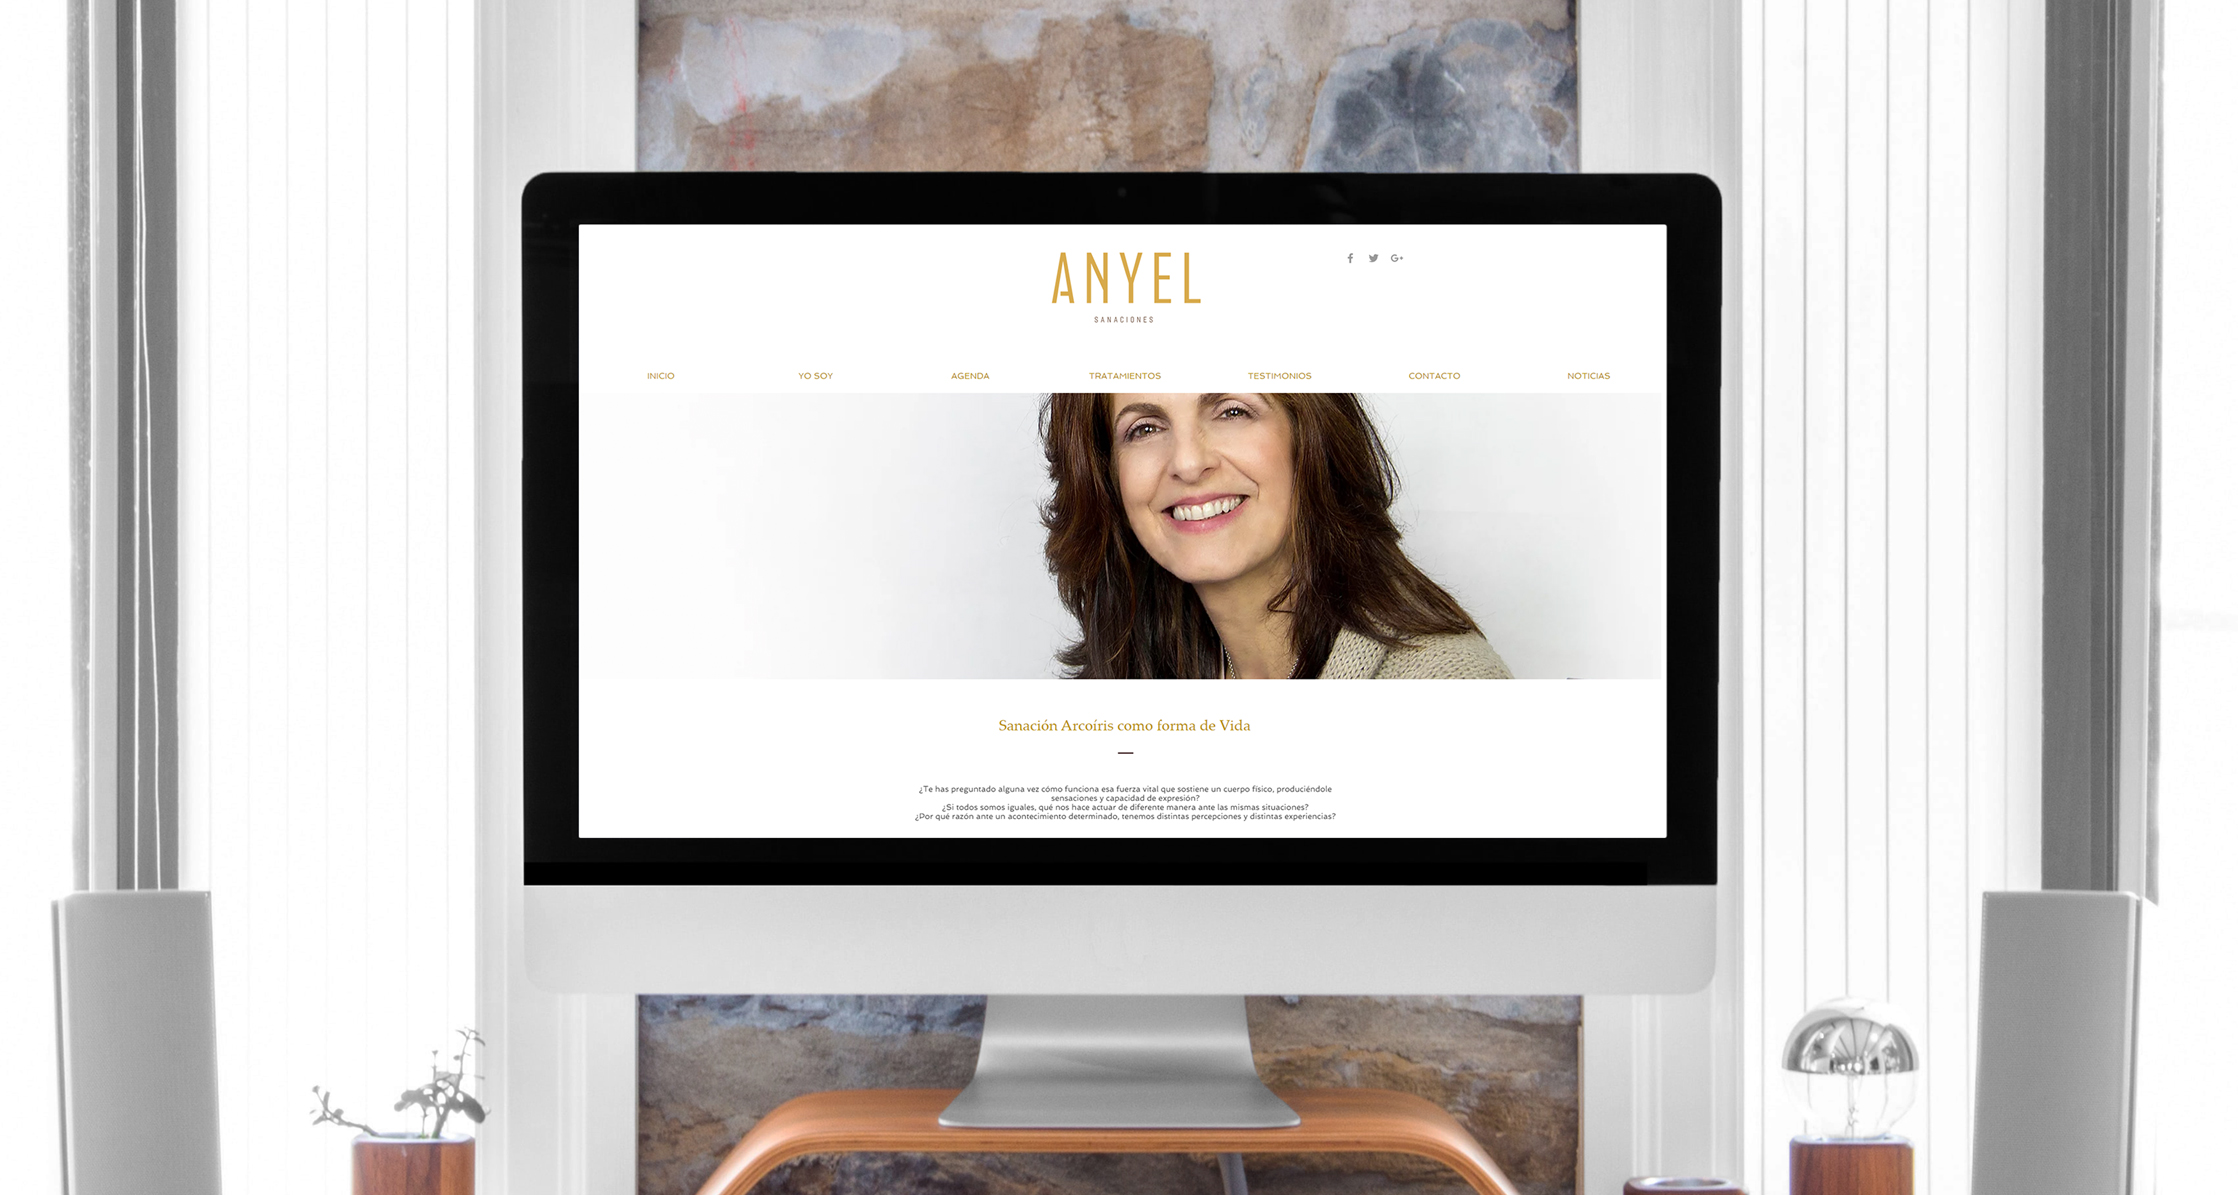 ANYEL
SANACIONES
INICIO
YO SOY
AGENDA
TRATAMIENTOS
TESTIMONIOS
CONTACTO
NOTICIAS
Sanación Arcoíris como forma de Vida
¿Te has preguntado alguna vez cómo funciona esa fuerza vital que sostiene un cuerpo físico, produciéndole
sensaciones y capacidad de expresión?
¿Si todos somos iguales, qué nos hace actuar de diferente manera ante las mismas situaciones?
¿Por qué razón ante un acontecimiento determinado, tenemos distintas percepciones y distintas experiencias?